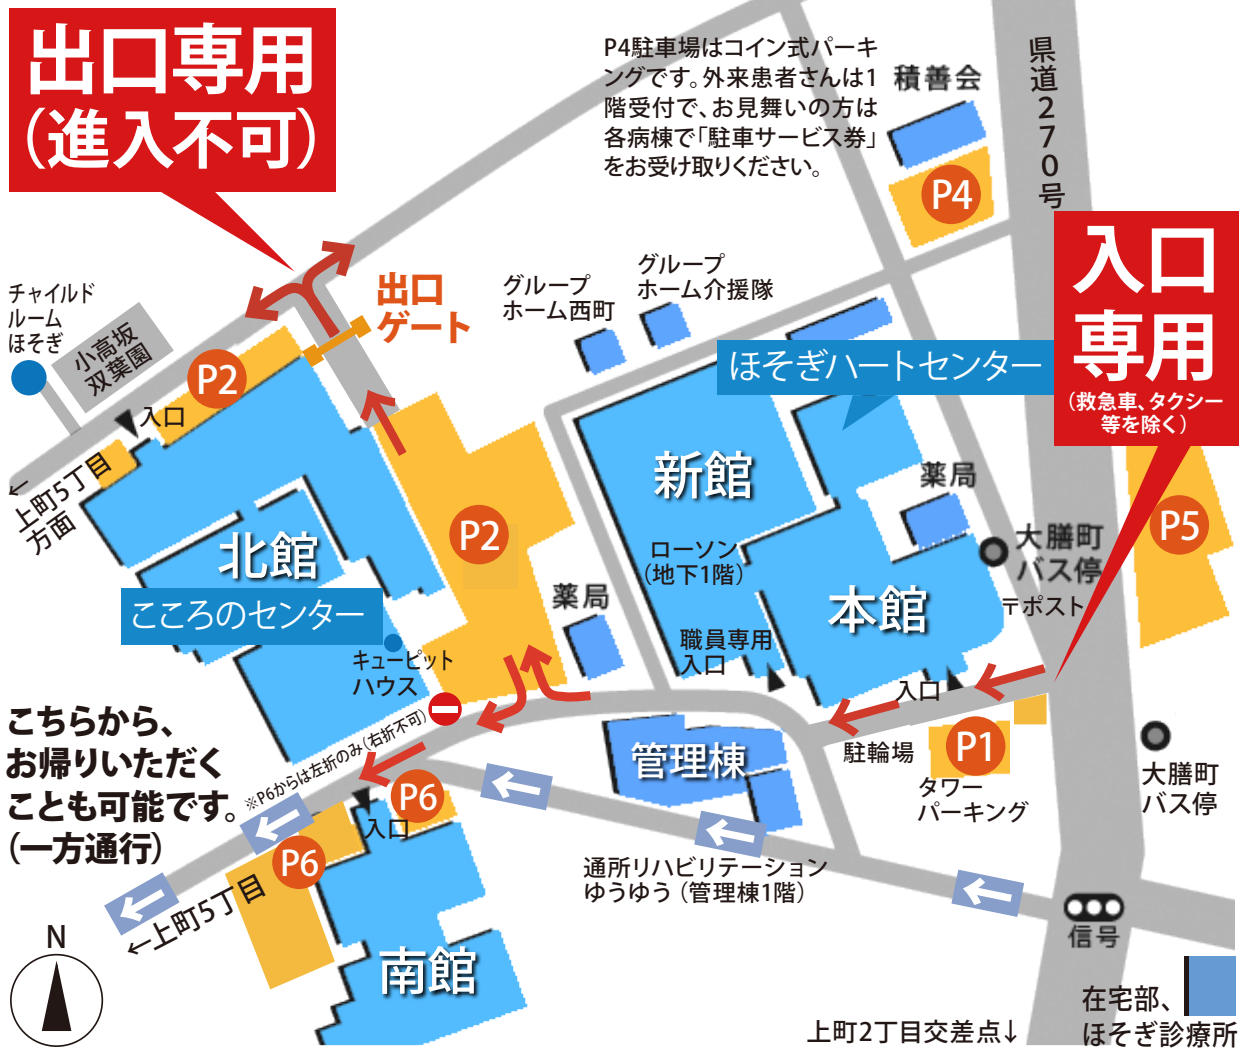 出口専用
(進入不可)
P4駐車場はコイン式パーキ
ングです。外来患者さんは1
階受付で、お見舞いの方は
各病棟で「駐車サービス券」
をお受け取りください。
積善会
P4
県道270号
入口
専用
(救急車、タクシー
等を除く)
チャイルド
ルーム
ほそぎ
小高坂
双葉園
出口
ゲート
グループ
ホーム西町
グループ
ホーム介援隊
ほそぎハートセンター
P2
入口
←上町5丁目
方面
新館
薬局
P5
P2
北館
ローソン
(地下1階)
大膳町
バス停
こころのセンター
薬局
本館
〒ポスト
職員専用
入口
キューピット
ハウス
入口
こちらから、
お帰りいただく
ことも可能です。
(一方通行)
※P6からは左折のみ(右折不可)
管理棟
駐輪場
P1
タワー
パーキング
大膳町
バス停
P6
入口
P6
通所リハビリテーション
ゆうゆう(管理棟1階)
←上町5丁目
信号
N
南館
在宅部、
ほそぎ診療所
上町2丁目交差点↓